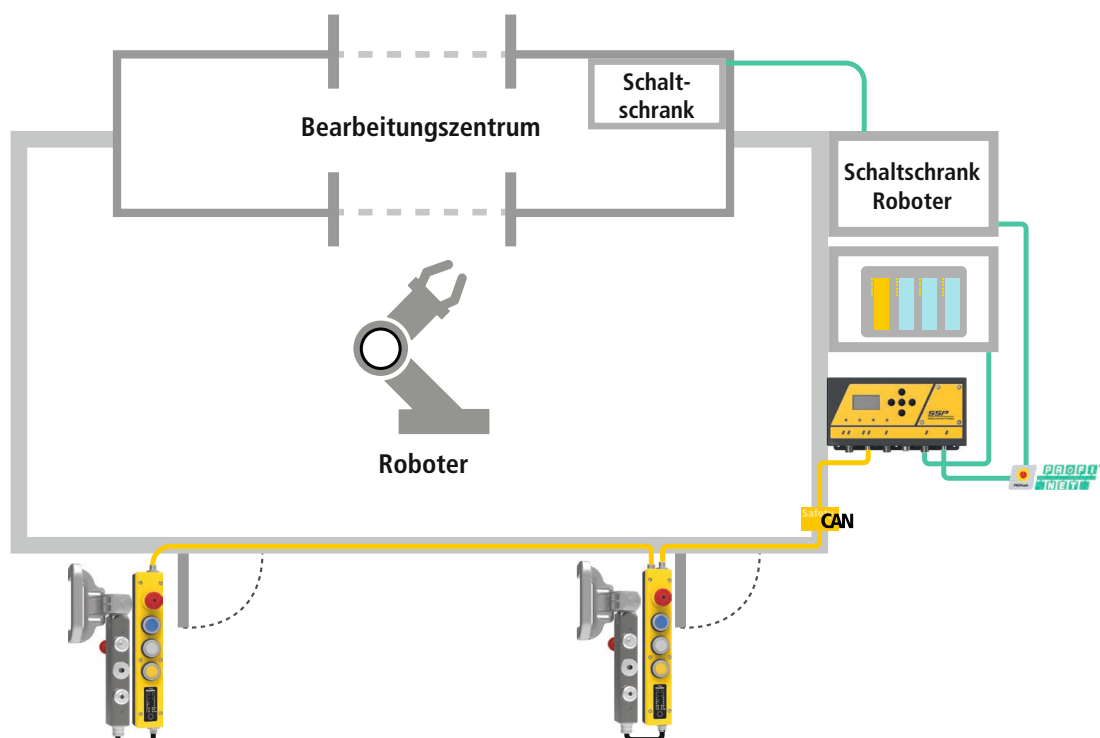 Schalt-
schrank
Bearbeitungszentrum
Schaltschrank
Roboter
SSP
Roboter
PROFI
NET
Safe
CAN